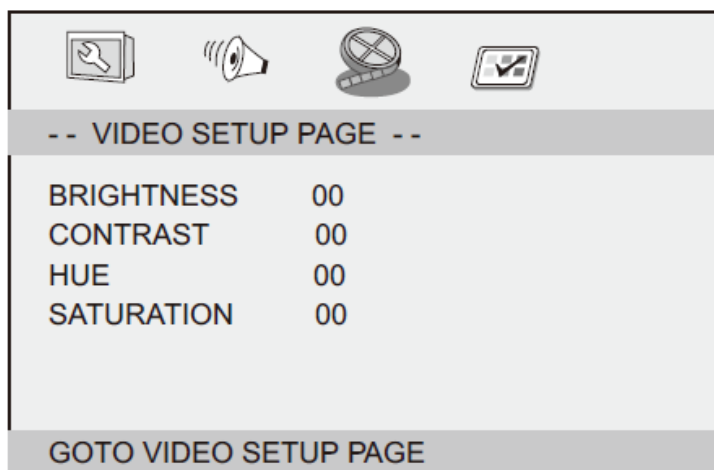 -- VIDEO SETUP PAGE --
BRIGHTNESS 00
CONTRAST 00
HUE 00
SATURATION 00
GOTO VIDEO SETUP PAGE